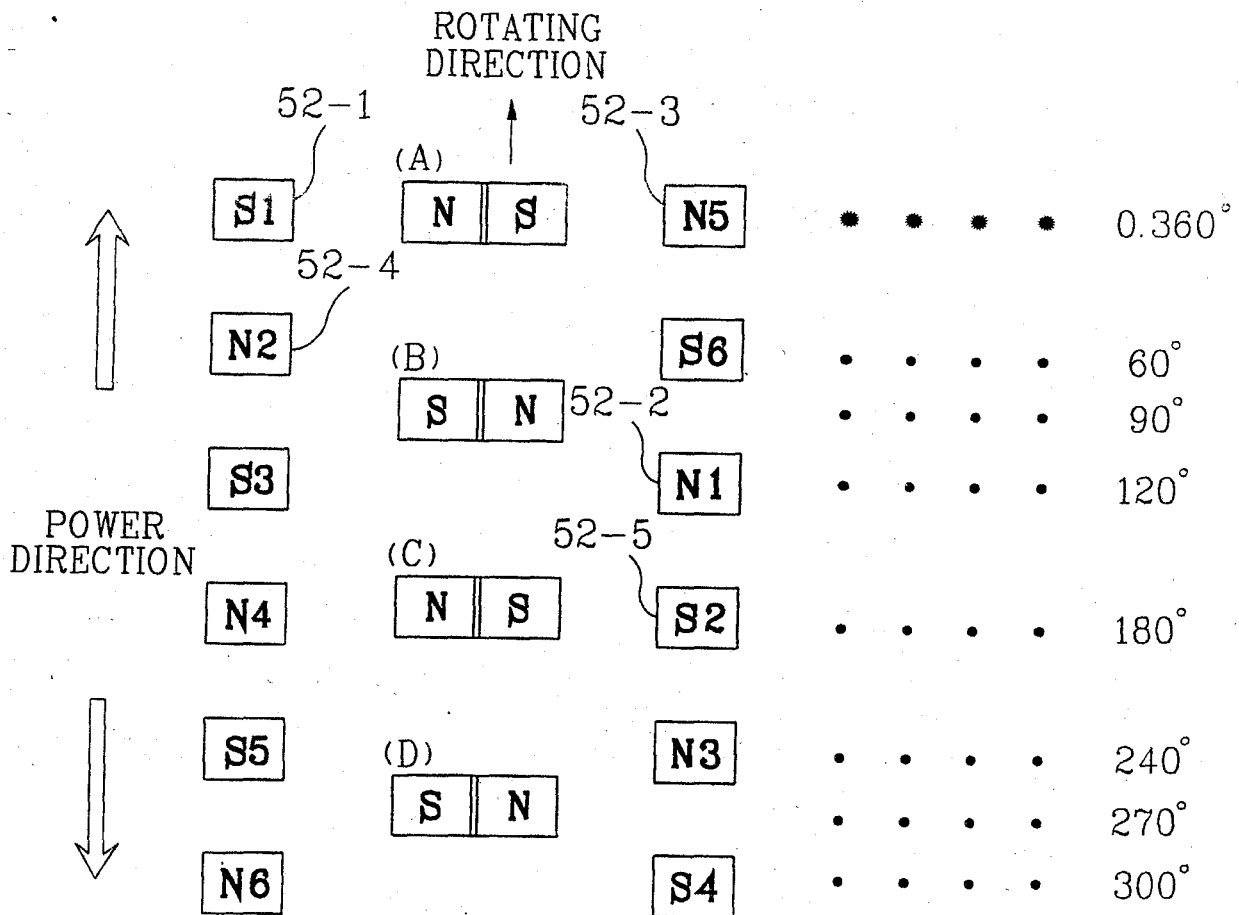 ROTATING
DIRECTION
52-1
52-3
(A)
S1
N
S
N5
0.360°
52-4
N2
S6
60°
(B)
S
N
52-2
90°
S3
N1
120°
POWER
DIRECTION
52-5
(C)
N4
N
S
S2
180°
S5
(D)
N3
240°
S
N
270°
N6
S4
300°